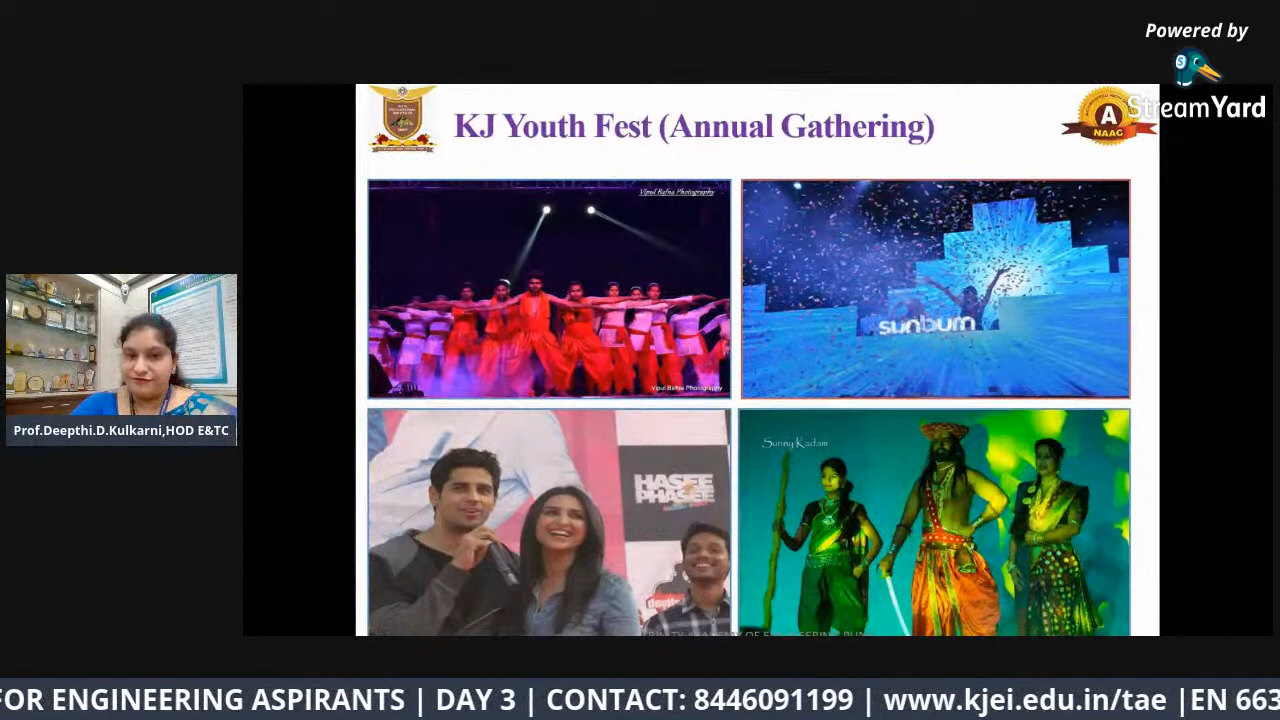 Powered by
StreamYard
KJ Youth Fest (Annual Gathering)
A
NAAC
Vipul Bafna Photography
Vipul Bafna Photography
sunburn
HASEE
PHASEE
Sunny Kadam
Prof.Deepthi.D.Kulkarni,HOD E&TC
FOR ENGINEERING ASPIRANTS | DAY 3 | CONTACT: 8446091199 | www.kjei.edu.in/tae |EN 663